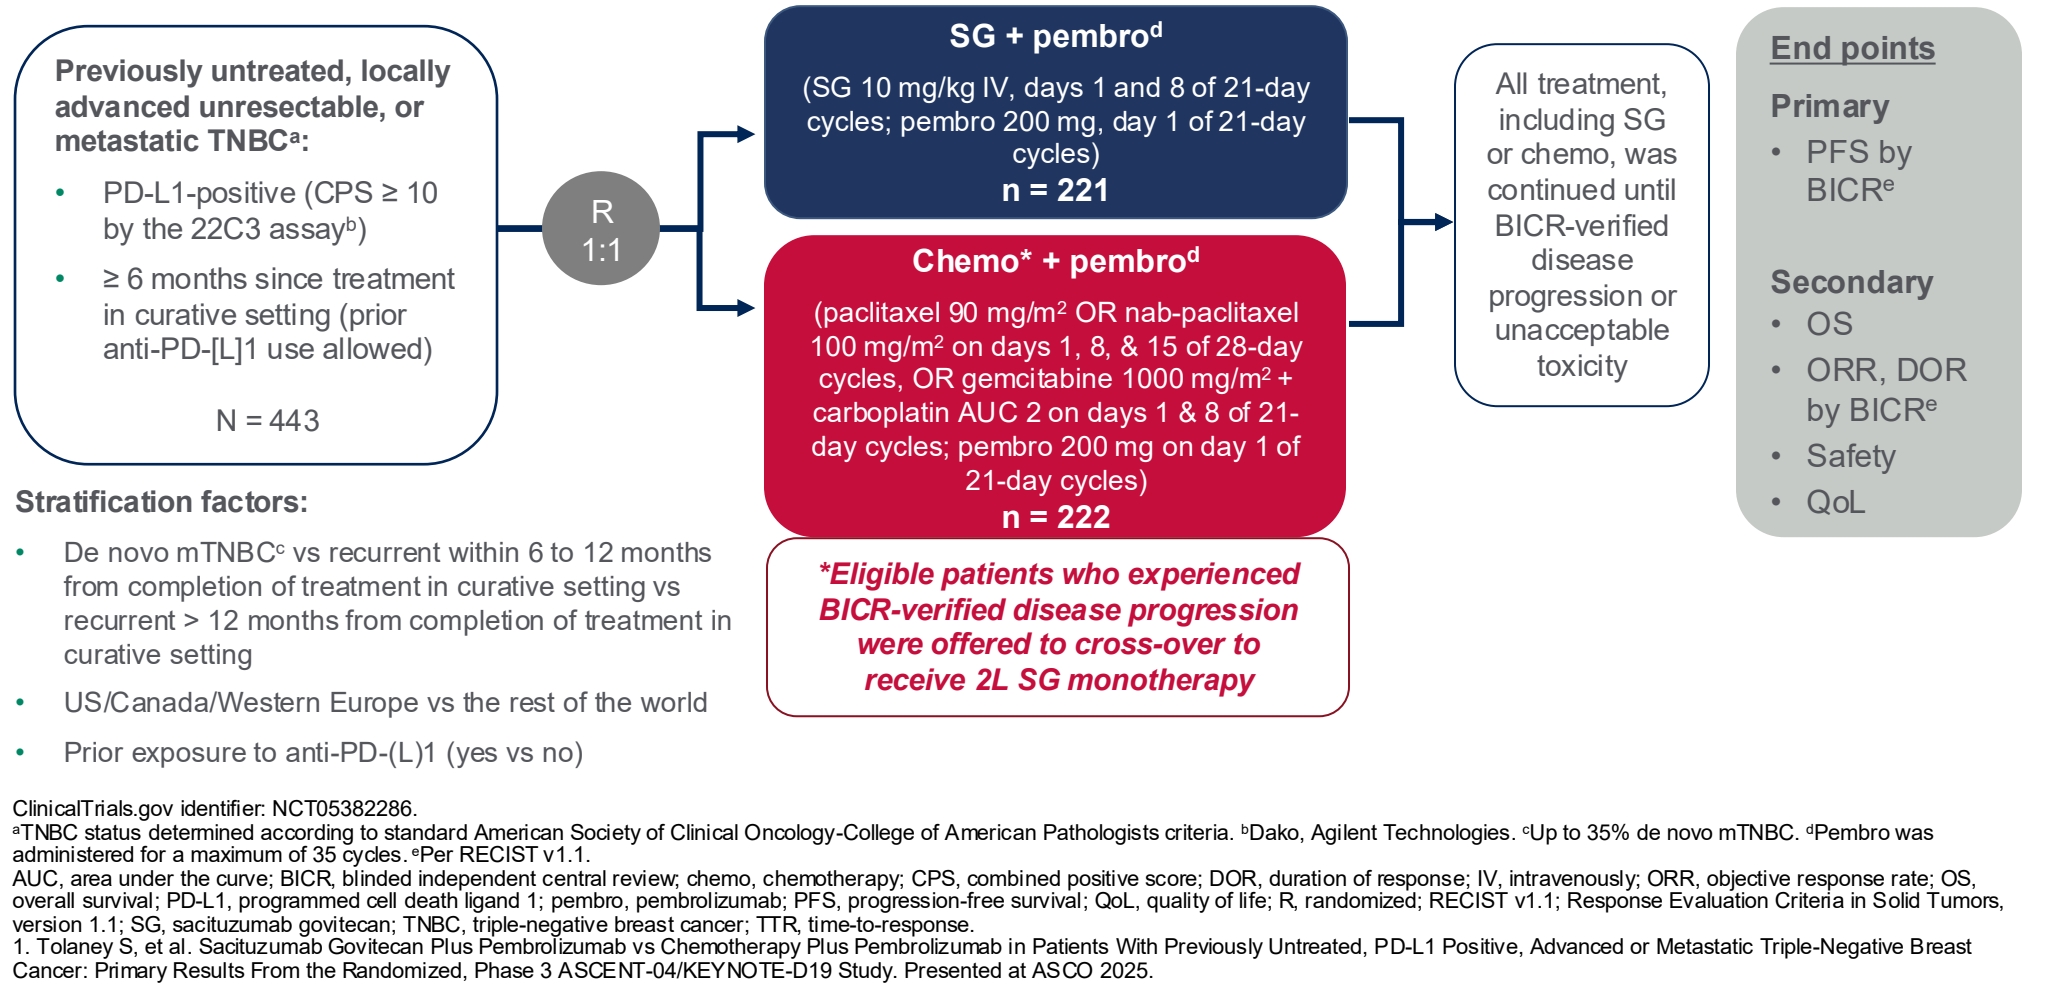 Previously untreated, locally
advanced unresectable, or
metastatic TNBCᵃ:
• PD-L1-positive (CPS ≥ 10
by the 22C3 assayᵇ)
• ≥ 6 months since treatment
in curative setting (prior
anti-PD-[L]1 use allowed)
N = 443
R
1:1
SG + pembroᵈ
(SG 10 mg/kg IV, days 1 and 8 of 21-day
cycles; pembro 200 mg, day 1 of 21-day
cycles)
n = 221
Chemo* + pembroᵈ
(paclitaxel 90 mg/m² OR nab-paclitaxel
100 mg/m² on days 1, 8, & 15 of 28-day
cycles, OR gemcitabine 1000 mg/m² +
carboplatin AUC 2 on days 1 & 8 of 21-
day cycles; pembro 200 mg on day 1 of
21-day cycles)
n = 222
*Eligible patients who experienced
BICR-verified disease progression
were offered to cross-over to
receive 2L SG monotherapy
All treatment,
including SG
or chemo, was
continued until
BICR-verified
disease
progression or
unacceptable
toxicity
End points
Primary
• PFS by
BICRᵉ
Secondary
• OS
• ORR, DOR
by BICRᵉ
• Safety
• QoL
Stratification factors:
• De novo mTNBCᶜ vs recurrent within 6 to 12 months
from completion of treatment in curative setting vs
recurrent > 12 months from completion of treatment in
curative setting
• US/Canada/Western Europe vs the rest of the world
• Prior exposure to anti-PD-(L)1 (yes vs no)
ClinicalTrials.gov identifier: NCT05382286.
ᵃTNBC status determined according to standard American Society of Clinical Oncology-College of American Pathologists criteria. ᵇDako, Agilent Technologies. ᶜUp to 35% de novo mTNBC. ᵈPembro was
administered for a maximum of 35 cycles. ᵉPer RECIST v1.1.
AUC, area under the curve; BICR, blinded independent central review; chemo, chemotherapy; CPS, combined positive score; DOR, duration of response; IV, intravenously; ORR, objective response rate; OS,
overall survival; PD-L1, programmed cell death ligand 1; pembro, pembrolizumab; PFS, progression-free survival; QoL, quality of life; R, randomized; RECIST v1.1; Response Evaluation Criteria in Solid Tumors,
version 1.1; SG, sacituzumab govitecan; TNBC, triple-negative breast cancer; TTR, time-to-response.
1. Tolaney S, et al. Sacituzumab Govitecan Plus Pembrolizumab vs Chemotherapy Plus Pembrolizumab in Patients With Previously Untreated, PD-L1 Positive, Advanced or Metastatic Triple-Negative Breast
Cancer: Primary Results From the Randomized, Phase 3 ASCENT-04/KEYNOTE-D19 Study. Presented at ASCO 2025.